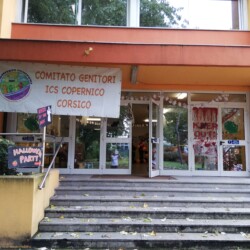 COMITATO GENITORI
ICS COPERNICO
CORSICO
HALLOWEEN
PARTY